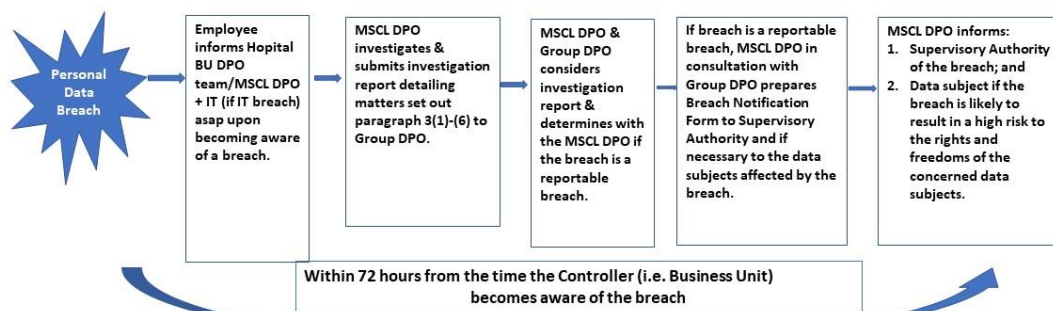 Personal
Data
Breach
Employee
informs Hopital
BU DPO
team/MSCL DPO
+ IT (if IT breach)
asap upon
becoming aware
of a breach.
MSCL DPO
investigates &
submits investigation
report detailing
matters set out
paragraph 3(1)-(6) to
Group DPO.
MSCL DPO &
Group DPO
considers
investigation
report &
determines with
the MSCL DPO if
the breach is a
reportable
breach.
If breach is a reportable
breach, MSCL DPO in
consultation with
Group DPO prepares
Breach Notification
Form to Supervisory
Authority and if
necessary to the data
subjects affected by the
breach.
MSCL DPO informs:
1. Supervisory Authority
of the breach; and
2. Data subject if the
breach is likely to
result in a high risk to
the rights and
freedoms of the
concerned data
subjects.
Within 72 hours from the time the Controller (i.e. Business Unit)
becomes aware of the breach